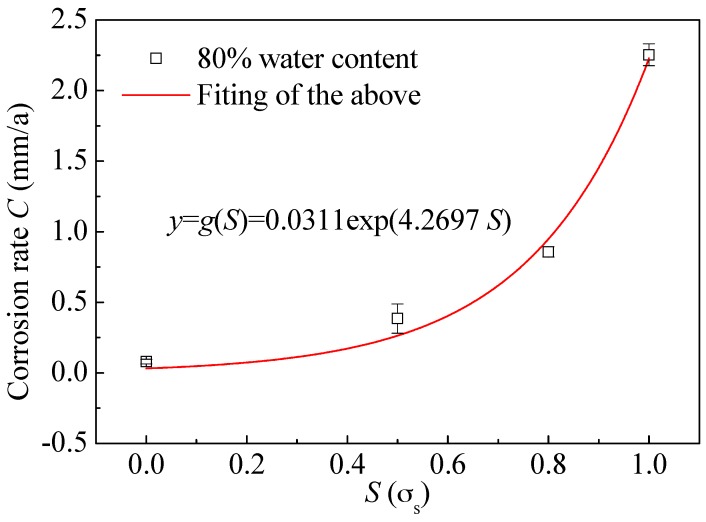 2.5
2.0
1.5
1.0
0.5
0.0
-0.5
Corrosion rate C (mm/a)
80% water content
Fiting of the above
y=g(S)=0.0311exp(4.2697 S)
0.0 0.2 0.4 0.6 0.8 1.0
S (σs)